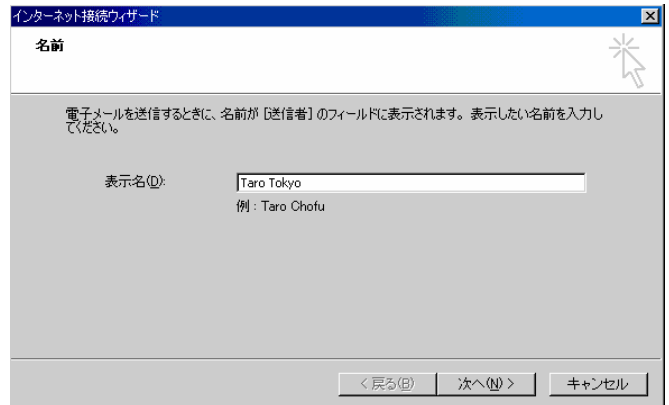 インターネット接続ウィザード
名前
電子メールを送信するときに、名前が [送信者] のフィールドに表示されます。表示したい名前を入力し
てください。
表示名(D):
Taro Tokyo
例 : Taro Chofu
< 戻る(B)
次へ(N) >
キャンセル